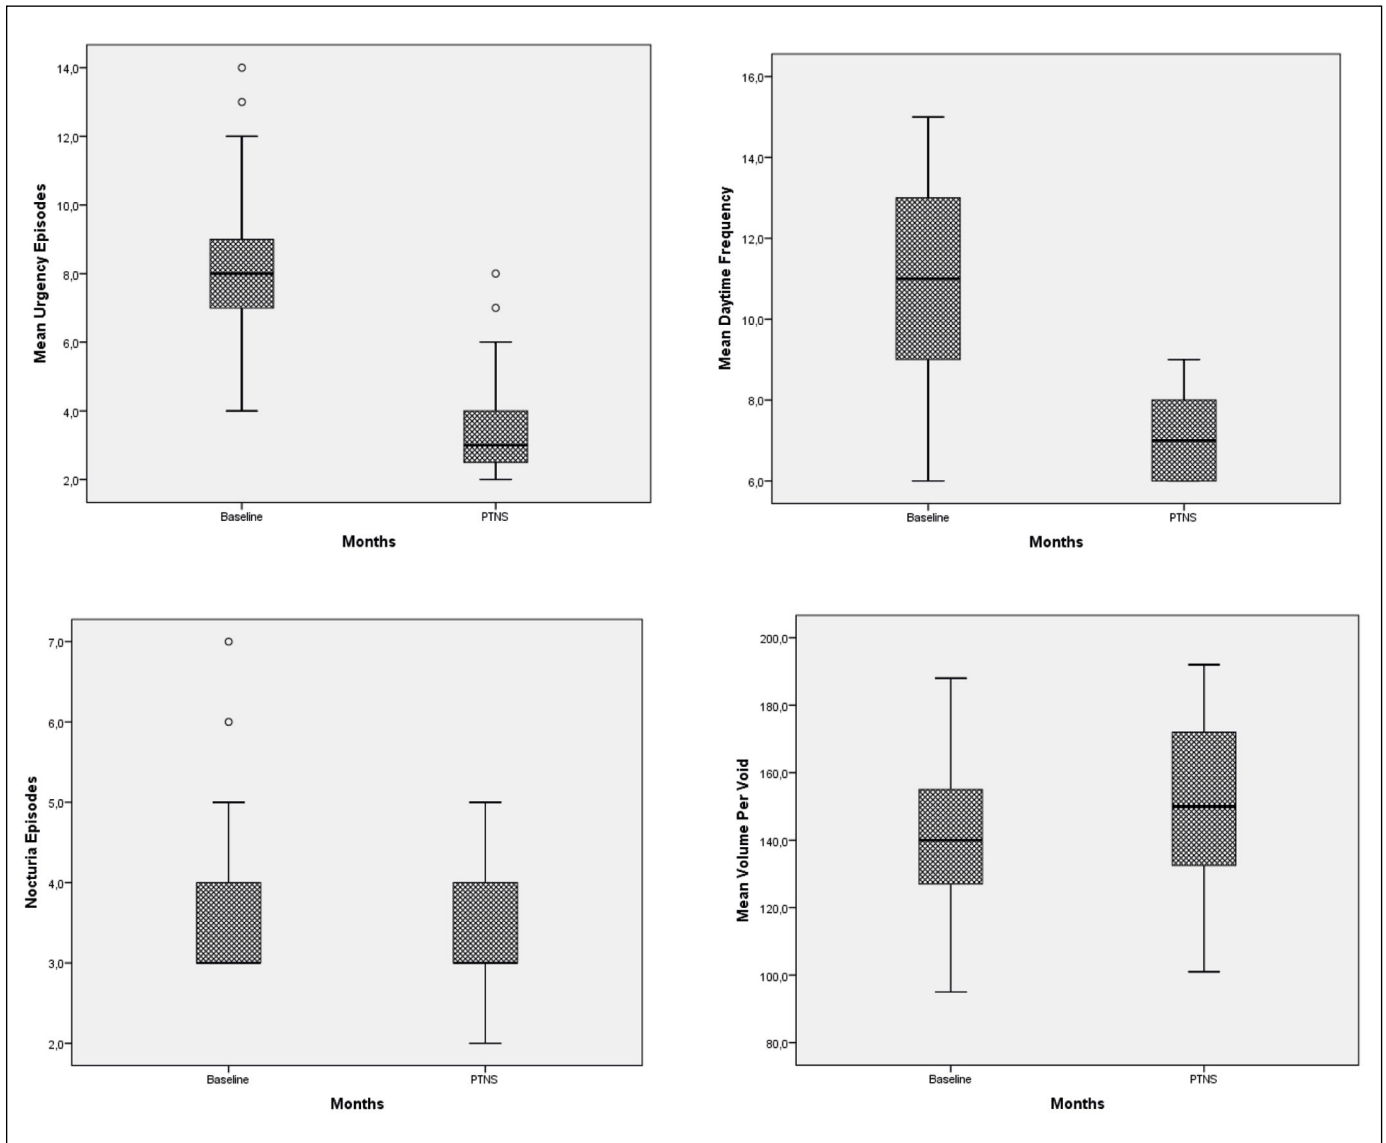 Mean Urgency Episodes
14,0
12,0
10,0
8,0
6,0
4,0
2,0
Baseline
PTNS
Months
Mean Daytime Frequency
16,0
14,0
12,0
10,0
8,0
6,0
Baseline
PTNS
Months
Nocturia Episodes
7,0
6,0
5,0
4,0
3,0
2,0
Baseline
PTNS
Months
Mean Volume Per Void
200,0
180,0
160,0
140,0
120,0
100,0
80,0
Baseline
PTNS
Months